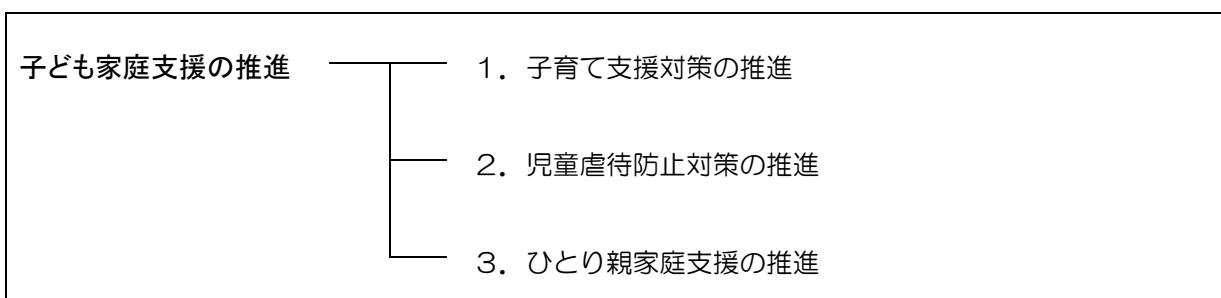 子ども家庭支援の推進
１．子育て支援対策の推進
２．児童虐待防止対策の推進
３．ひとり親家庭支援の推進